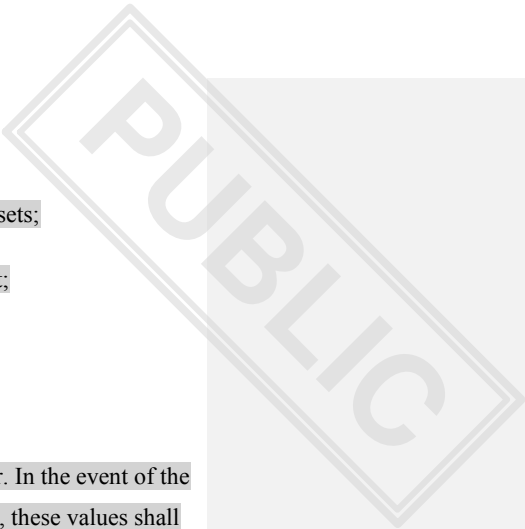 PUBLIC
sets;
t;
r. In the event of the
, these values shall